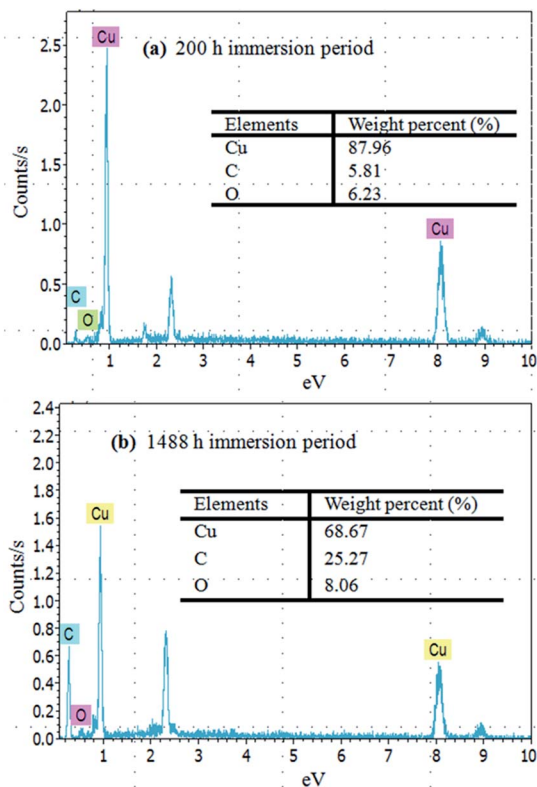 (a) 200 h immersion period
Counts/s
2.5
2.0
1.5
1.0
0.5
0.0
Cu
C
O
Cu
Elements Weight percent (%)
Cu 87.96
C 5.81
O 6.23
1 2 3 4 5 6 7 8 9 10
eV
(b) 1488 h immersion period
Counts/s
2.4
2.2
2.0
1.8
1.6
1.4
1.2
1.0
0.8
0.6
0.4
0.2
0.0
Cu
C
O
Cu
Elements Weight percent (%)
Cu 68.67
C 25.27
O 8.06
1 2 3 4 5 6 7 8 9 10
eV